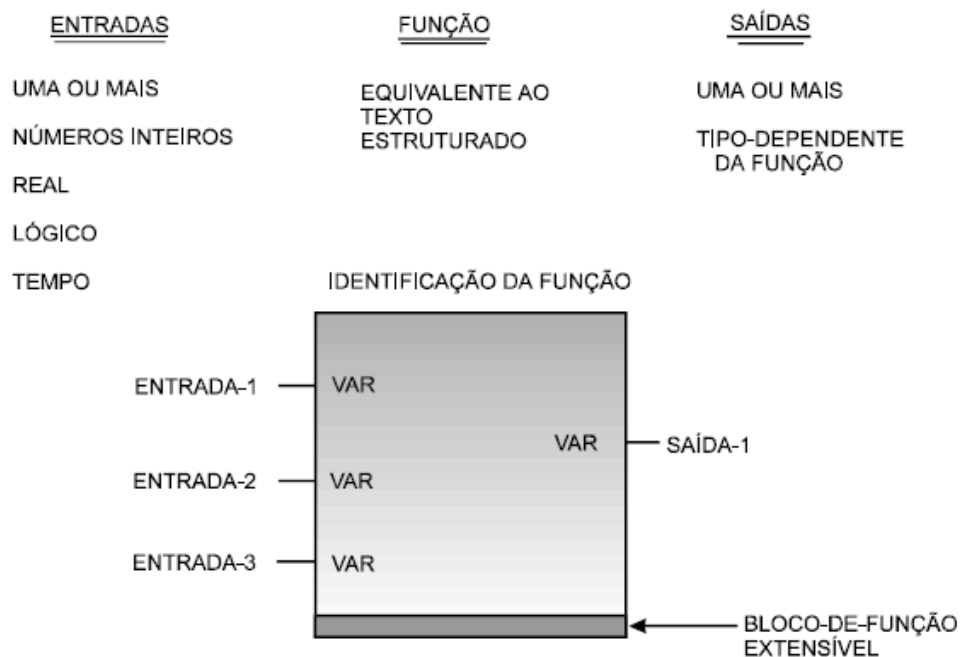 ENTRADAS
UMA OU MAIS
NÚMEROS INTEIROS
REAL
LÓGICO
TEMPO
FUNÇÃO
EQUIVALENTE AO
TEXTO
ESTRUTURADO
SAÍDAS
UMA OU MAIS
TIPO-DEPENDENTE
DA FUNÇÃO
IDENTIFICAÇÃO DA FUNÇÃO
ENTRADA-1
VAR
VAR
SAÍDA-1
ENTRADA-2
VAR
ENTRADA-3
VAR
BLOCO-DE-FUNÇÃO
EXTENSÍVEL